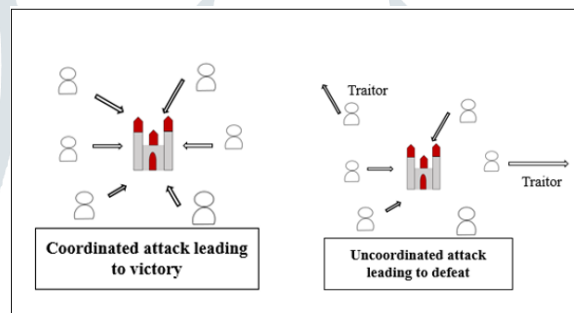 Traitor
Traitor
Coordinated attack leading
to victory
Uncoordinated attack
leading to defeat